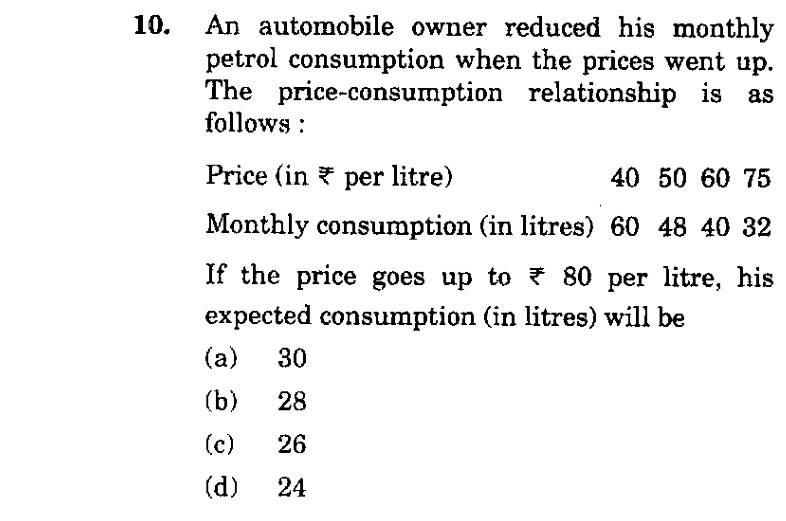 10. An automobile owner reduced his monthly
petrol consumption when the prices went up.
The price-consumption relationship is as
follows :
Price (in ₹ per litre) 40 50 60 75
Monthly consumption (in litres) 60 48 40 32
If the price goes up to ₹ 80 per litre, his
expected consumption (in litres) will be
(a) 30
(b) 28
(c) 26
(d) 24